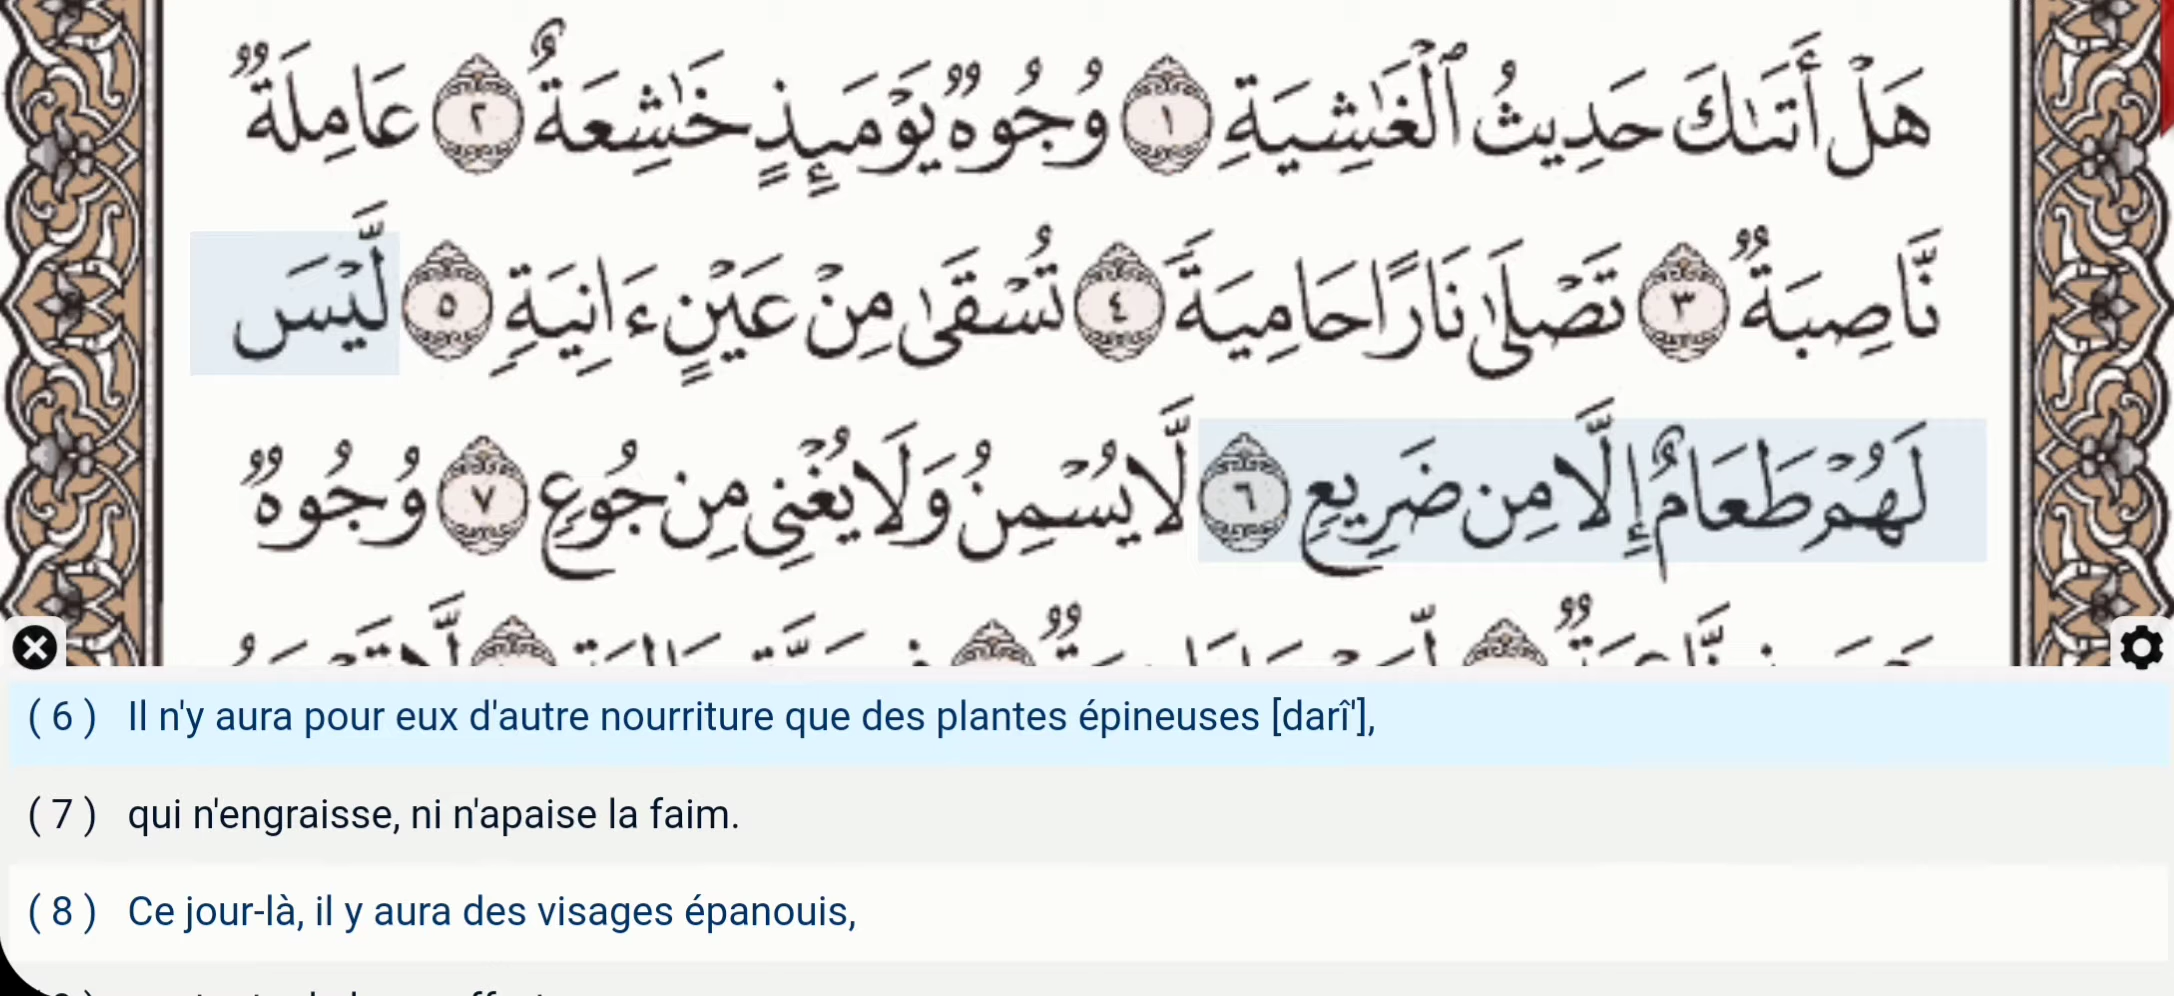 هَلْ أَتَىٰكَ حَدِيثُ ٱلْغَٰشِيَةِ ١ وُجُوهٌ يَوْمَئِذٍ خَٰشِعَةٌ ٢ عَامِلَةٌ
نَّاصِبَةٌ ٣ تَصْلَىٰ نَارًا حَامِيَةً ٤ تُسْقَىٰ مِنْ عَيْنٍ ءَانِيَةٍ ٥ لَّيْسَ
لَهُمْ طَعَامٌ إِلَّا مِن ضَرِيعٍ ٦ لَّا يُسْمِنُ وَلَا يُغْنِى مِن جُوعٍ ٧ وُجُوهٌ
( 6 ) Il n'y aura pour eux d'autre nourriture que des plantes épineuses [darî'],
( 7 ) qui n'engraisse, ni n'apaise la faim.
( 8 ) Ce jour-là, il y aura des visages épanouis,